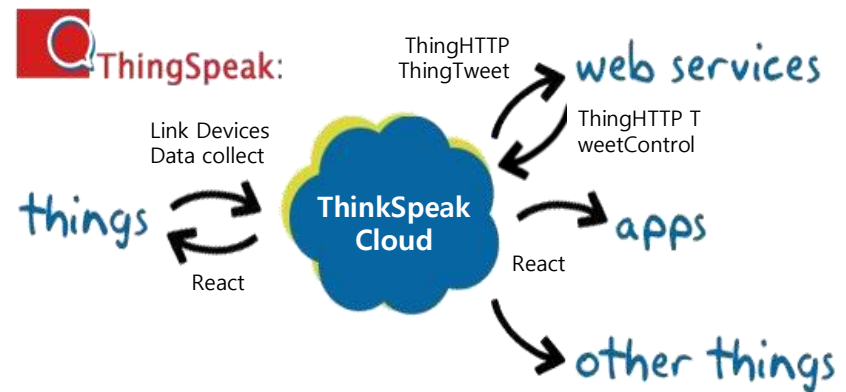 ThingSpeak:
ThingHTTP
ThingTweet
web services
Link Devices
Data collect
ThingHTTP T
weetControl
things
ThinkSpeak
Cloud
apps
React
React
other things